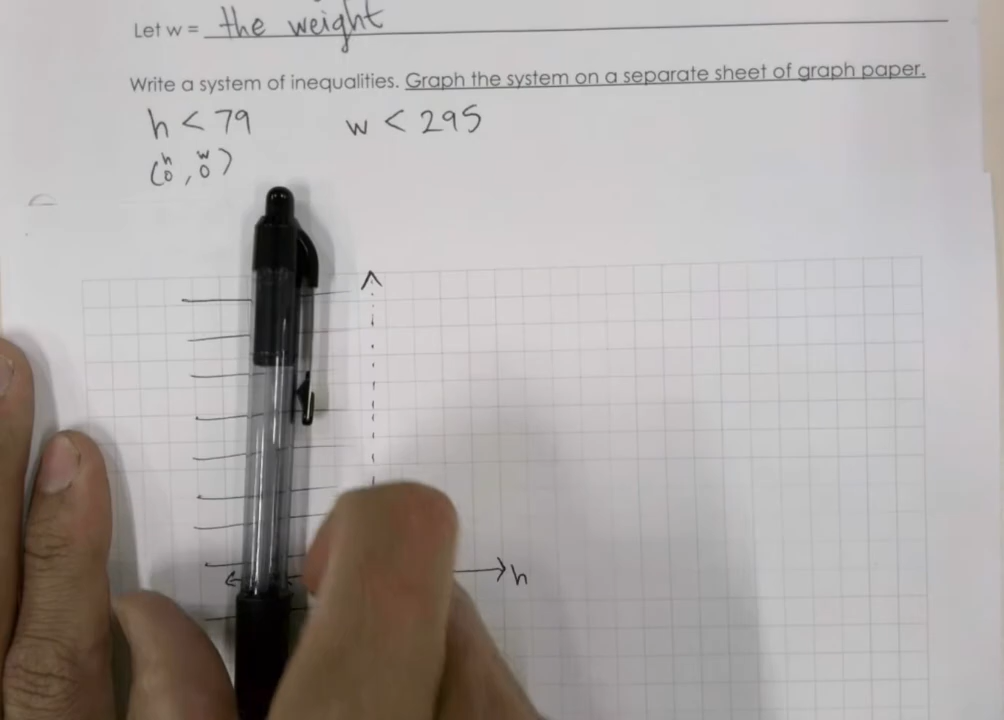 Let w = the weight
Write a system of inequalities. Graph the system on a separate sheet of graph paper.
h < 79 w < 295
h w
(0, 0)
h